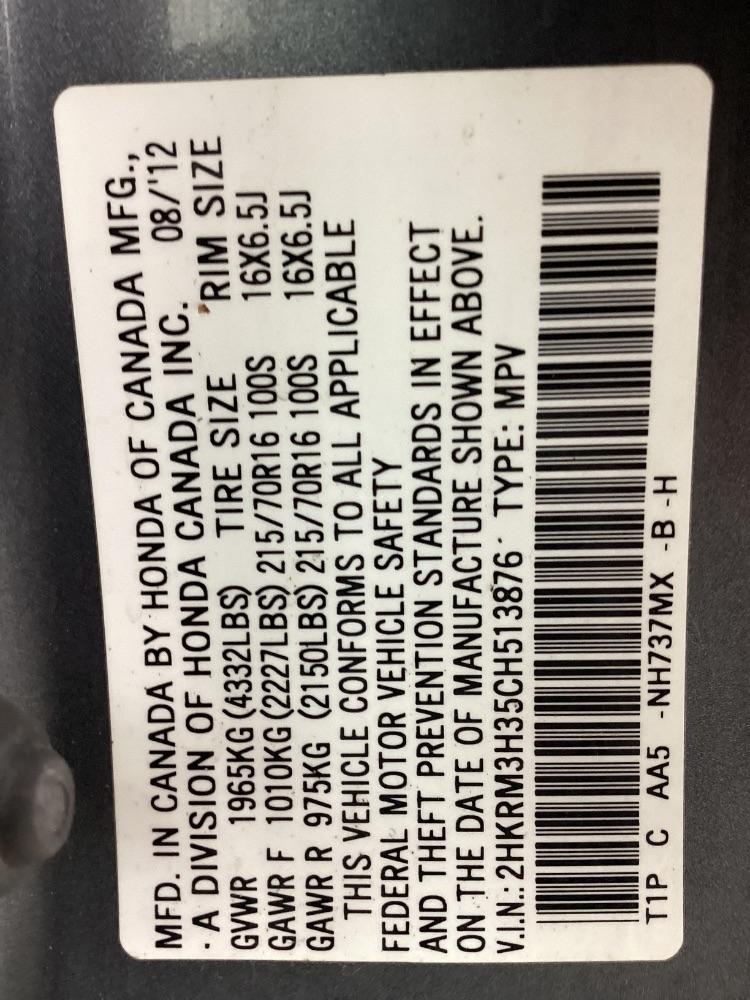 MFD. IN CANADA BY HONDA OF CANADA MFG.,
A DIVISION OF HONDA CANADA INC. 08/'12
GVWR 1965KG (4332LBS) TIRE SIZE RIM SIZE
GAWR F 1010KG (2227LBS) 215/70R16 100S 16X6.5J
GAWR R 975KG (2150LBS) 215/70R16 100S 16X6.5J
THIS VEHICLE CONFORMS TO ALL APPLICABLE
FEDERAL MOTOR VEHICLE SAFETY
AND THEFT PREVENTION STANDARDS IN EFFECT
ON THE DATE OF MANUFACTURE SHOWN ABOVE.
V.I.N.: 2HKRM3H35CH513876 TYPE: MPV
T1P C AA5 -NH737MX -B -H